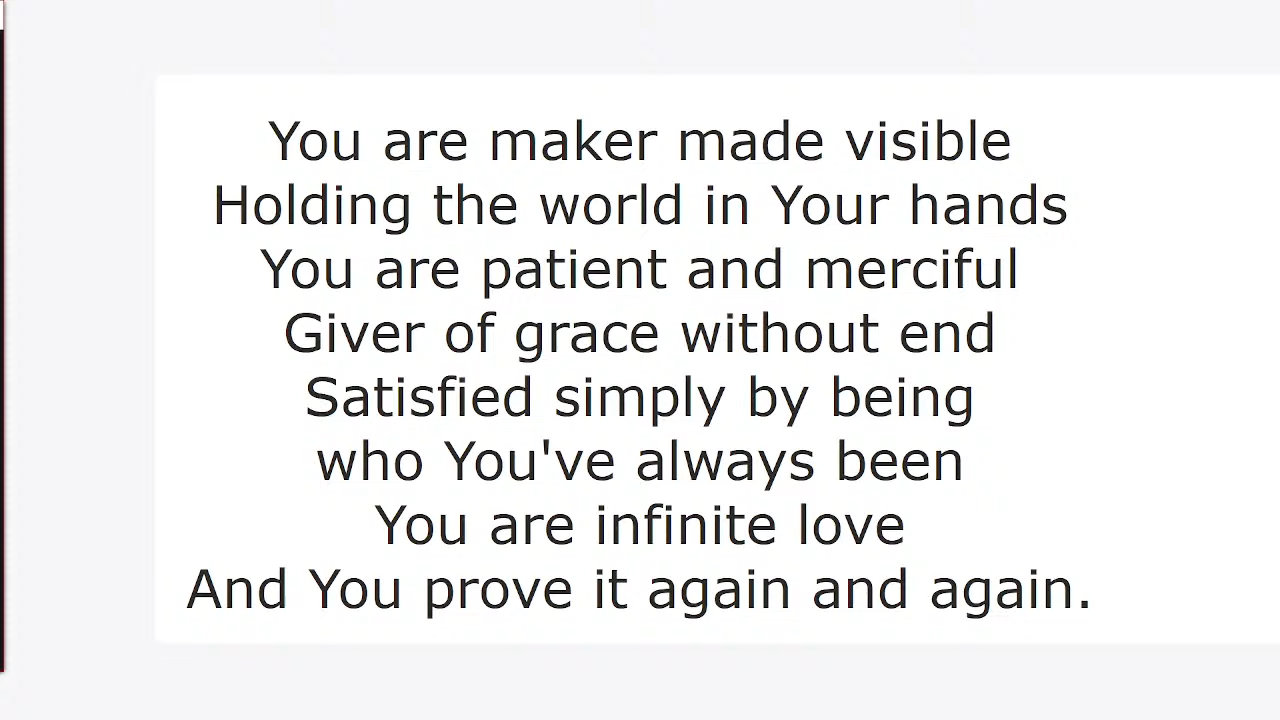 You are maker made visible
Holding the world in Your hands
You are patient and merciful
Giver of grace without end
Satisfied simply by being
who You've always been
You are infinite love
And You prove it again and again.